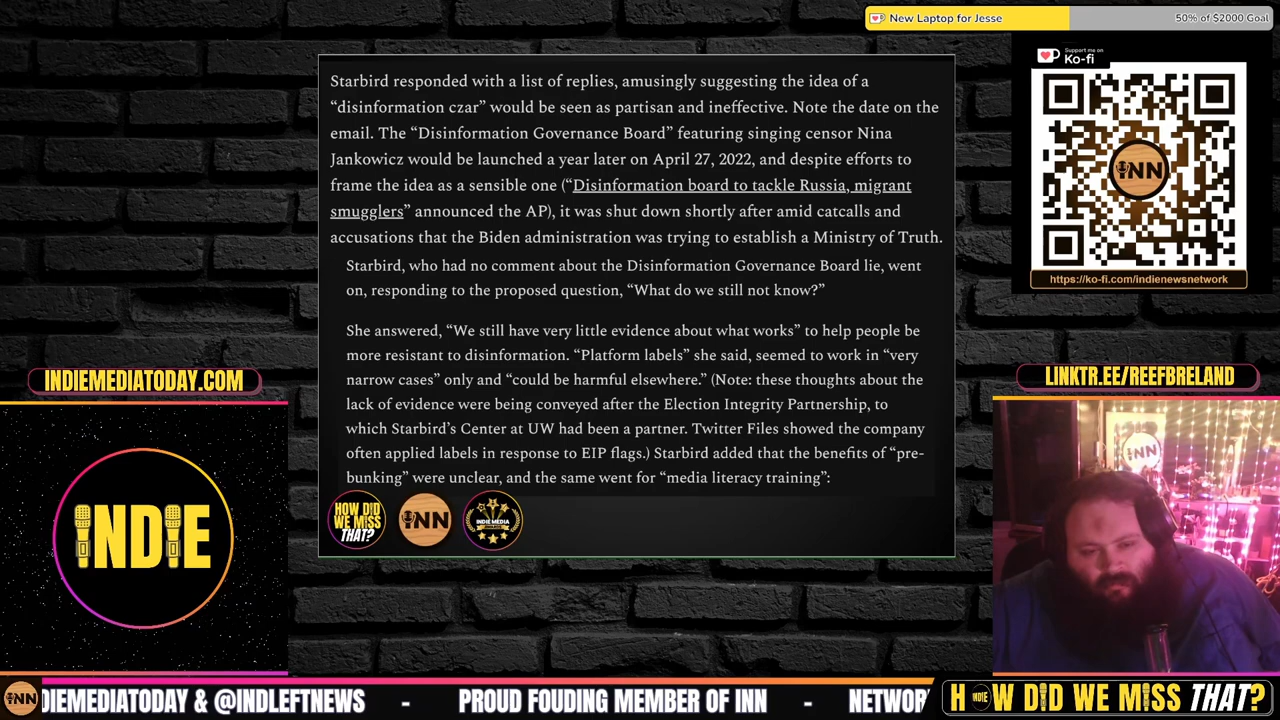 New Laptop for Jesse
50% of $2000 Goal
Support me on
Ko-fi
Starbird responded with a list of replies, amusingly suggesting the idea of a
“disinformation czar” would be seen as partisan and ineffective. Note the date on the
email. The “Disinformation Governance Board” featuring singing censor Nina
Jankowicz would be launched a year later on April 27, 2022, and despite efforts to
frame the idea as a sensible one (“Disinformation board to tackle Russia, migrant
smugglers” announced the AP), it was shut down shortly after amid catcalls and
accusations that the Biden administration was trying to establish a Ministry of Truth.
Starbird, who had no comment about the Disinformation Governance Board lie, went
on, responding to the proposed question, “What do we still not know?”
She answered, “We still have very little evidence about what works” to help people be
more resistant to disinformation. “Platform labels” she said, seemed to work in “very
narrow cases” only and “could be harmful elsewhere.” (Note: these thoughts about the
lack of evidence were being conveyed after the Election Integrity Partnership, to
which Starbird’s Center at UW had been a partner. Twitter Files showed the company
often applied labels in response to EIP flags.) Starbird added that the benefits of “pre-
bunking” were unclear, and the same went for “media literacy training”:
INN
https://ko-fi.com/indienewsnetwork
INDIEMEDIATODAY.COM
LINKTR.EE/REEFBRELAND
INDIE
INN
HOW DID
WE MISS
THAT?
INN
INDIE MEDIA
INN
DIEMEDIATODAY & @INDLEFTNEWS - PROUD FOUDING MEMBER OF INN - NETWOR
HOW DID WE MISS THAT?